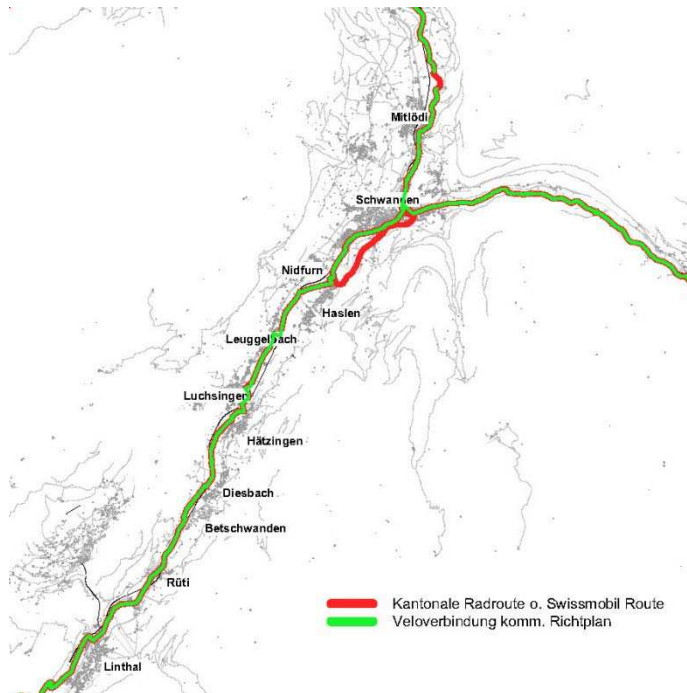 Mitlödi
Schwanden
Nidfurn
Haslen
Leuggelbach
Luchsingen
Hätzingen
Diesbach
Betschwanden
Rüti
Kantonale Radroute o. Swissmobil Route
Veloverbindung komm. Richtplan
Linthal